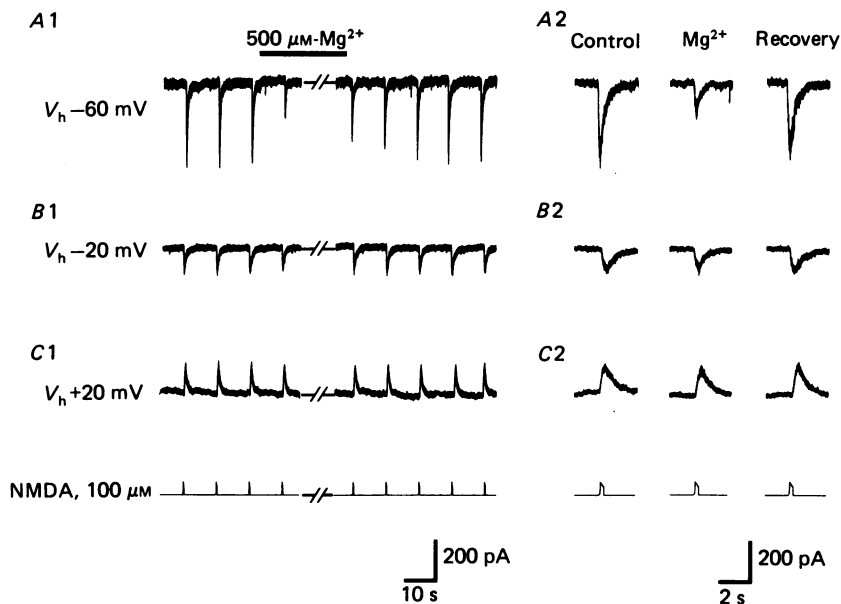 A1
500 μM-Mg²⁺
Vₕ −60 mV
A2
Control Mg²⁺ Recovery
B1
Vₕ −20 mV
B2
C1
Vₕ +20 mV
C2
NMDA, 100 μM
200 pA
10 s
200 pA
2 s